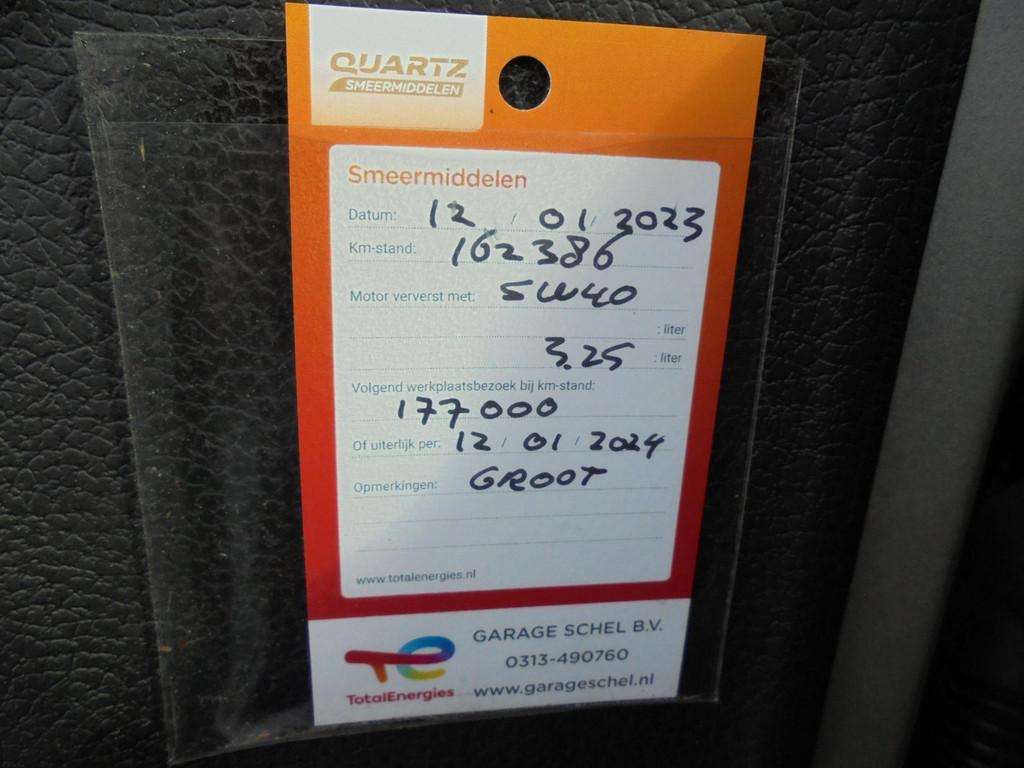 QUARTZ
SMEERMIDDELEN
Smeermiddelen
Datum: 12 / 01 / 2023
Km-stand: 162386
Motor ververst met: 5W40
: liter
3.25 : liter
Volgend werkplaatsbezoek bij km-stand:
177000
Of uiterlijk per: 12 / 01 / 2024
Opmerkingen: GROOT
www.totalenergies.nl
GARAGE SCHEL B.V.
0313-490760
www.garageschel.nl
TotalEnergies